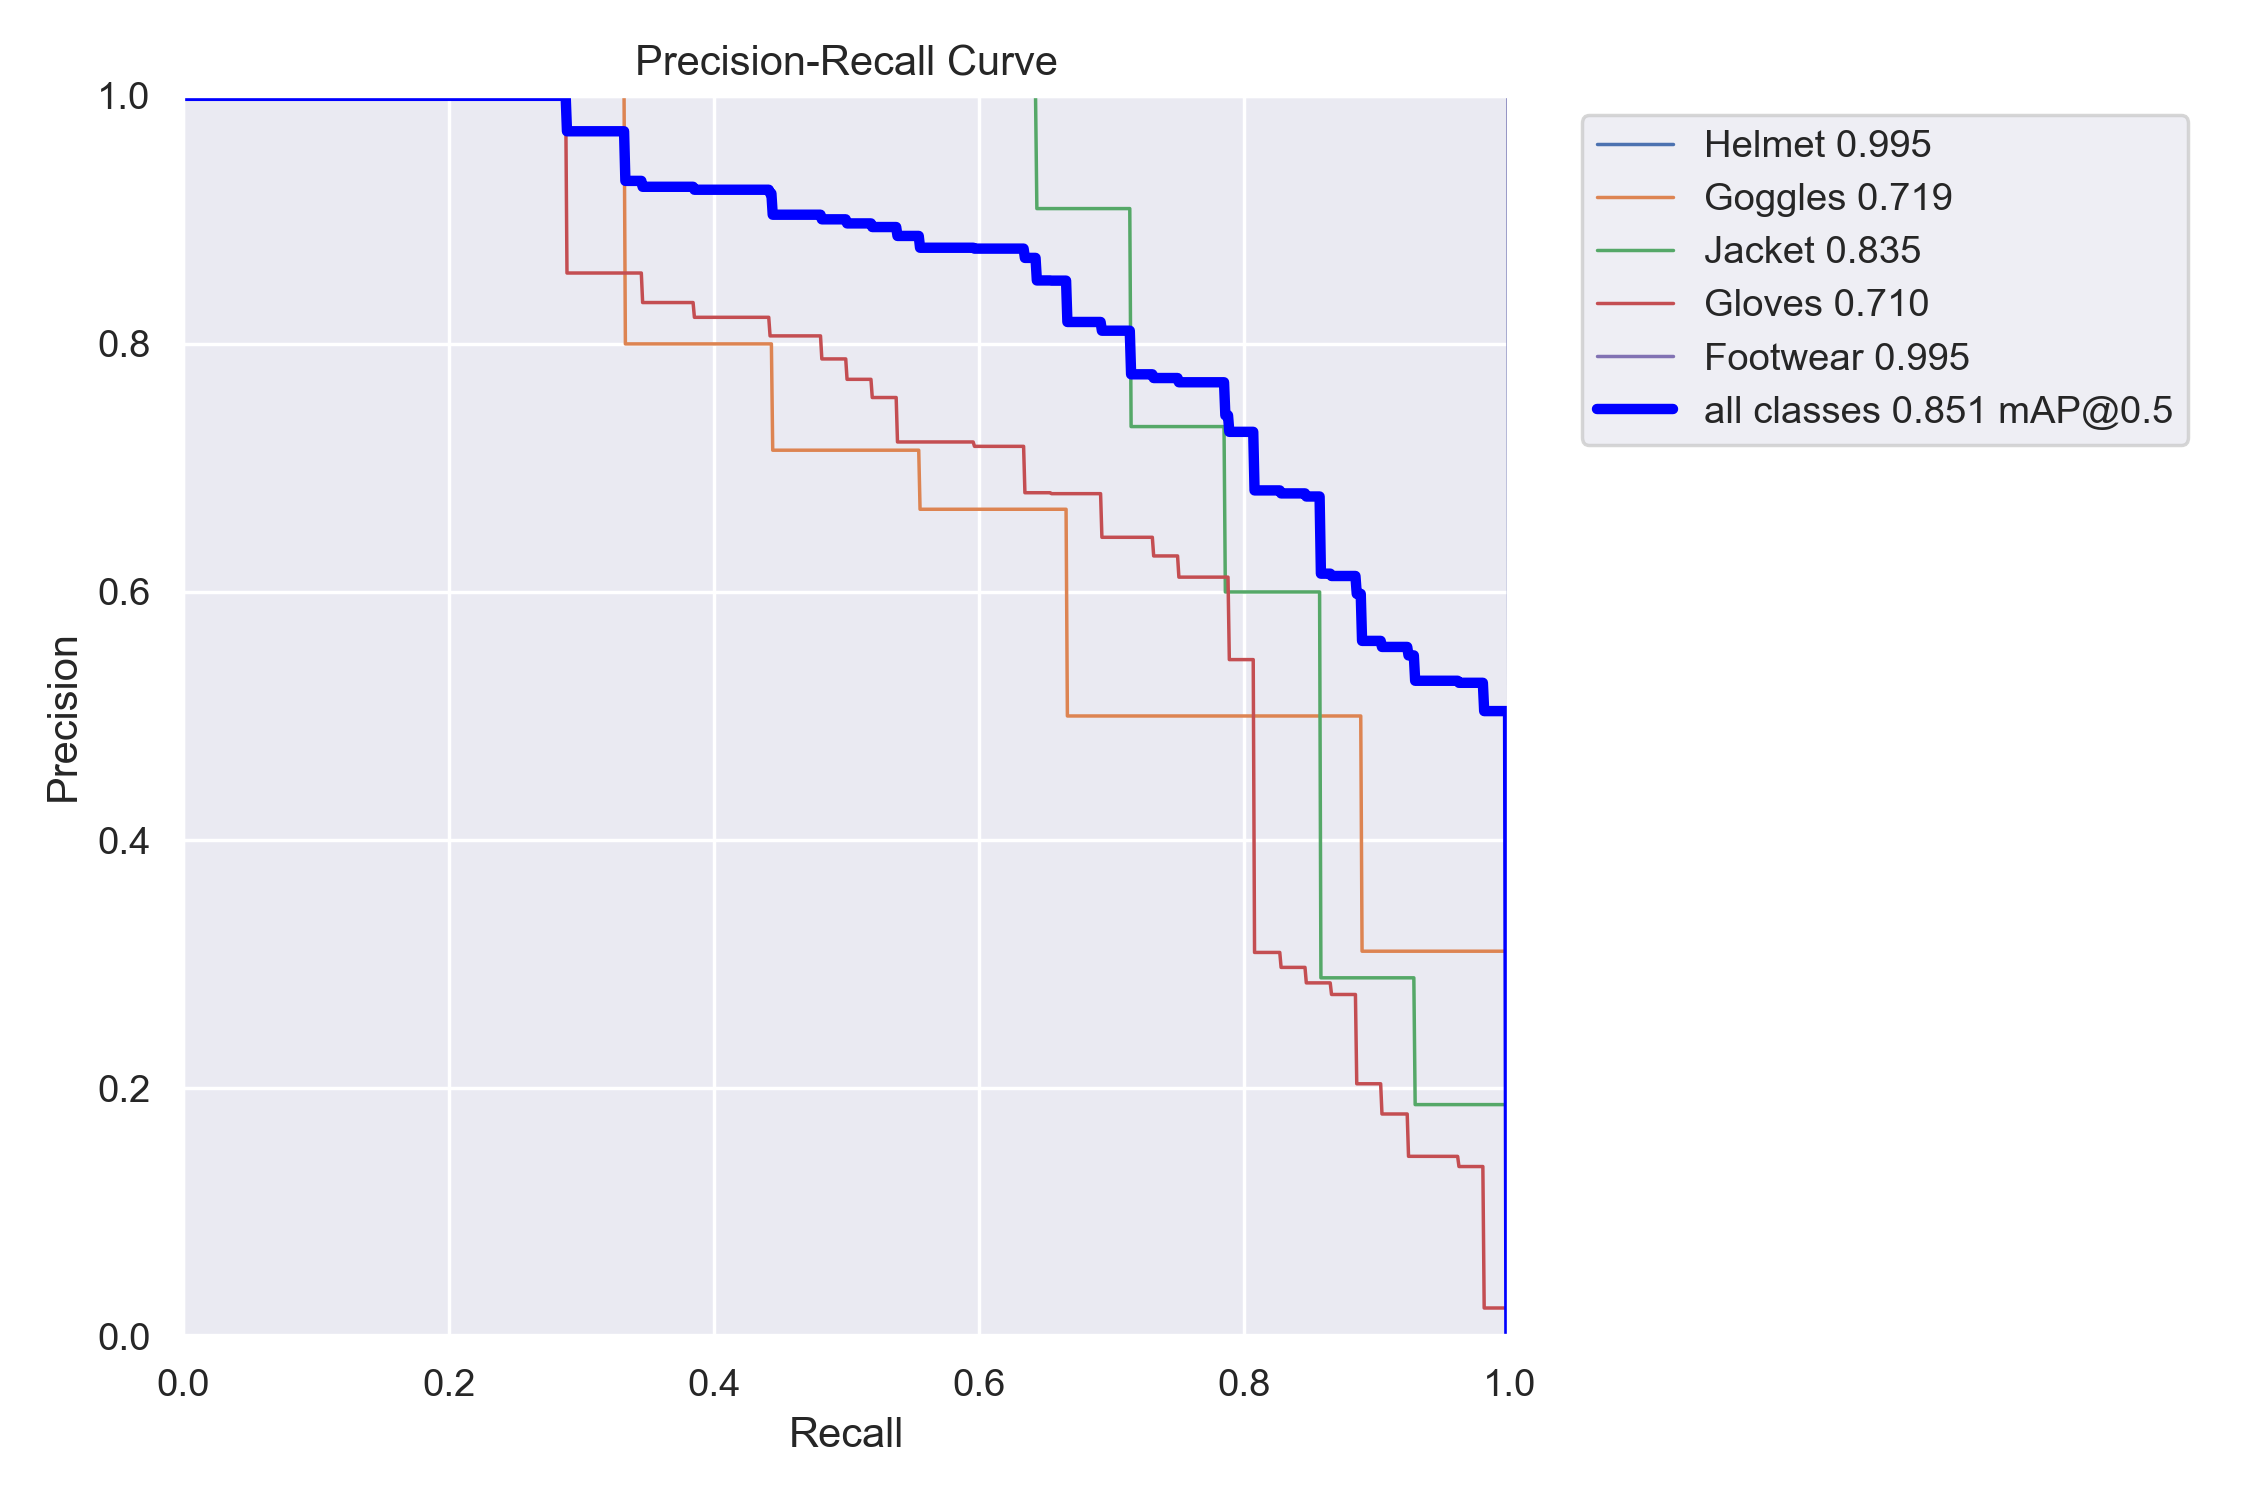 Precision-Recall Curve
1.0
0.8
0.6
0.4
0.2
0.0
Precision
0.0 0.2 0.4 0.6 0.8 1.0
Recall
Helmet 0.995
Goggles 0.719
Jacket 0.835
Gloves 0.710
Footwear 0.995
all classes 0.851 mAP@0.5